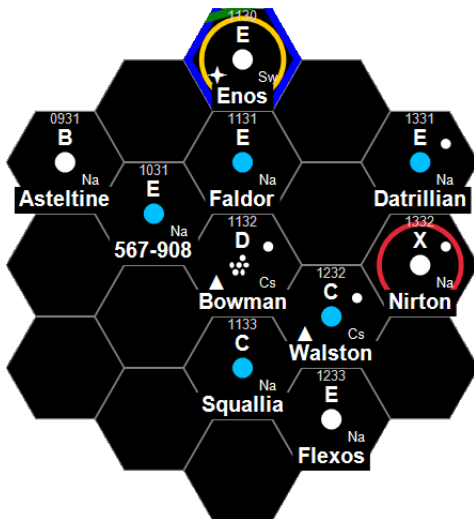 1130
E
Sw
Enos
0931
B
Na
Asteltine
1131
E
Na
Faldor
1331
E
Na
Datrillian
1031
E
Na
567-908
1132
D
Cs
Bowman
1332
X
Na
Nirton
1232
C
Cs
Walston
1133
C
Na
Squallia
1233
E
Na
Flexos